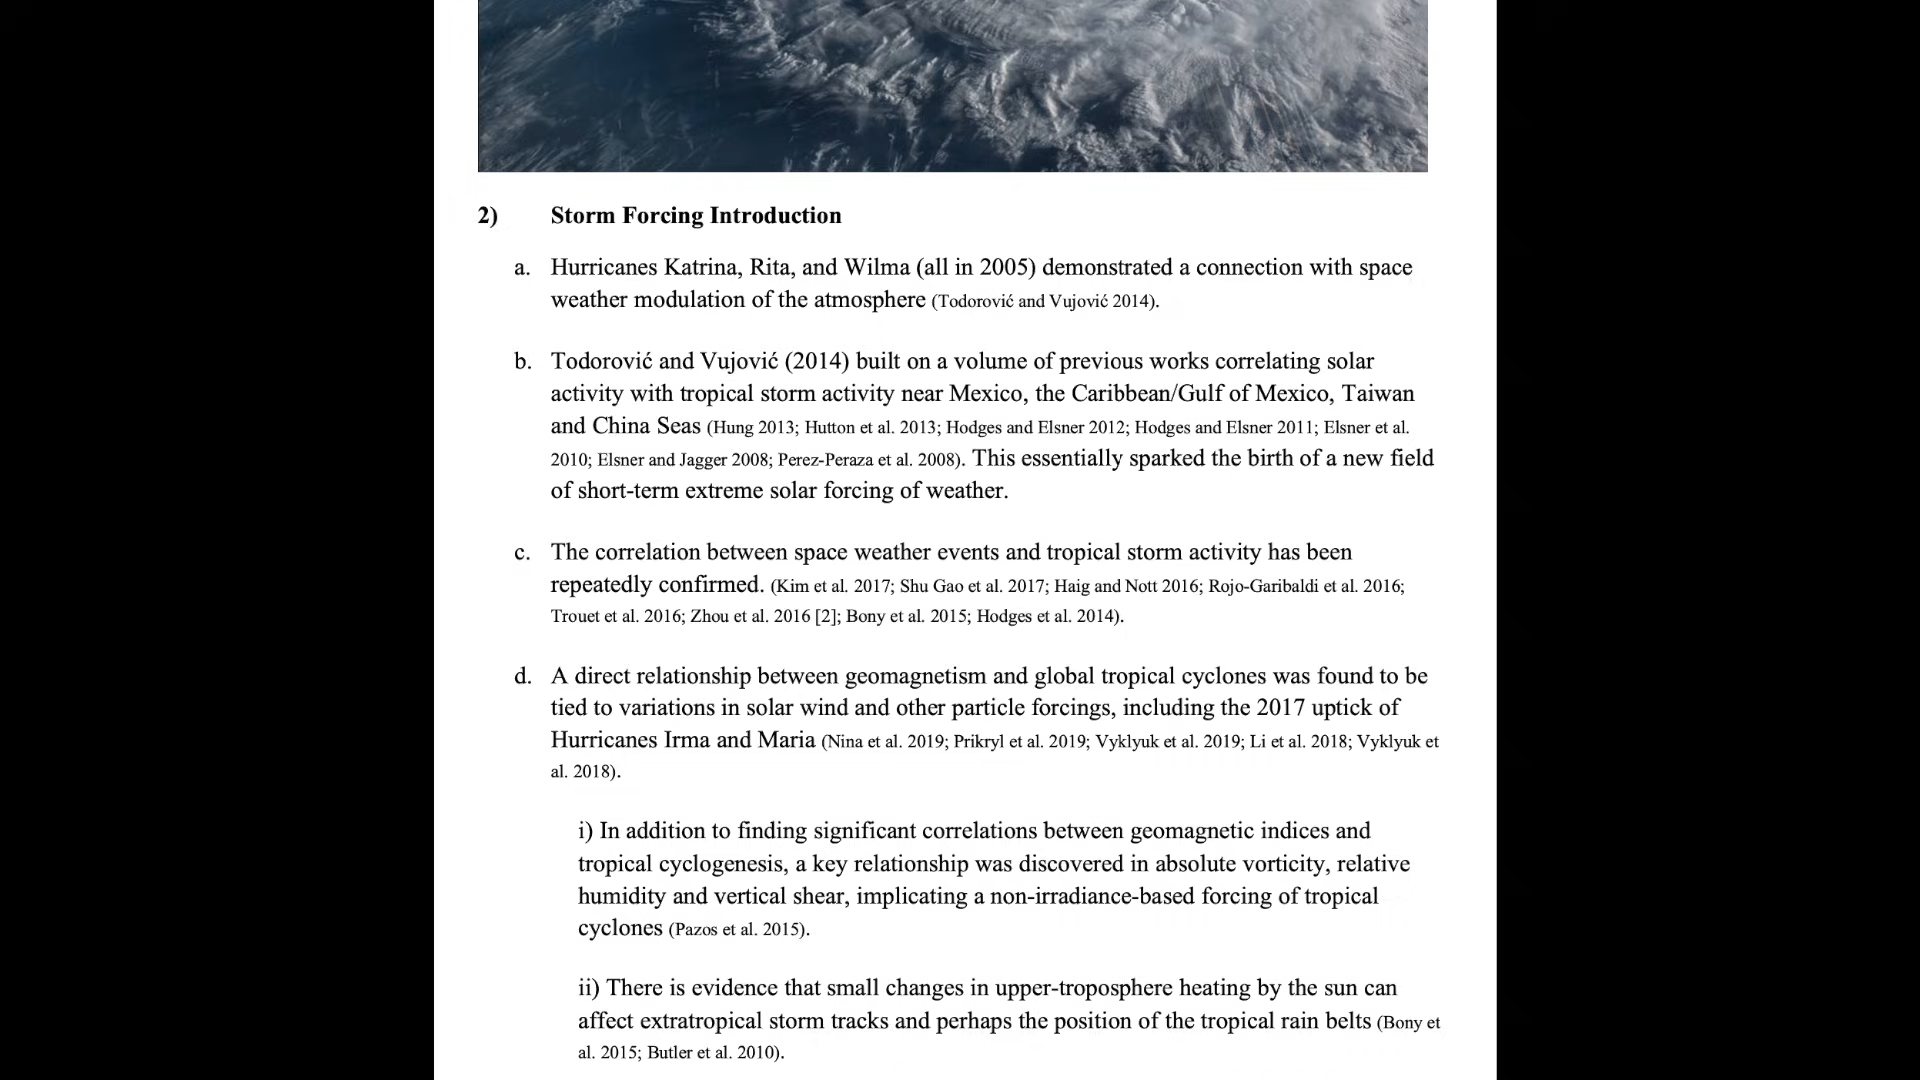 2) Storm Forcing Introduction
a. Hurricanes Katrina, Rita, and Wilma (all in 2005) demonstrated a connection with space
weather modulation of the atmosphere (Todorović and Vujović 2014).
b. Todorović and Vujović (2014) built on a volume of previous works correlating solar
activity with tropical storm activity near Mexico, the Caribbean/Gulf of Mexico, Taiwan
and China Seas (Hung 2013; Hutton et al. 2013; Hodges and Elsner 2012; Hodges and Elsner 2011; Elsner et al.
2010; Elsner and Jagger 2008; Perez-Peraza et al. 2008). This essentially sparked the birth of a new field
of short-term extreme solar forcing of weather.
c. The correlation between space weather events and tropical storm activity has been
repeatedly confirmed. (Kim et al. 2017; Shu Gao et al. 2017; Haig and Nott 2016; Rojo-Garibaldi et al. 2016;
Trouet et al. 2016; Zhou et al. 2016 [2]; Bony et al. 2015; Hodges et al. 2014).
d. A direct relationship between geomagnetism and global tropical cyclones was found to be
tied to variations in solar wind and other particle forcings, including the 2017 uptick of
Hurricanes Irma and Maria (Nina et al. 2019; Prikryl et al. 2019; Vyklyuk et al. 2019; Li et al. 2018; Vyklyuk et
al. 2018).
i) In addition to finding significant correlations between geomagnetic indices and
tropical cyclogenesis, a key relationship was discovered in absolute vorticity, relative
humidity and vertical shear, implicating a non-irradiance-based forcing of tropical
cyclones (Pazos et al. 2015).
ii) There is evidence that small changes in upper-troposphere heating by the sun can
affect extratropical storm tracks and perhaps the position of the tropical rain belts (Bony et
al. 2015; Butler et al. 2010).